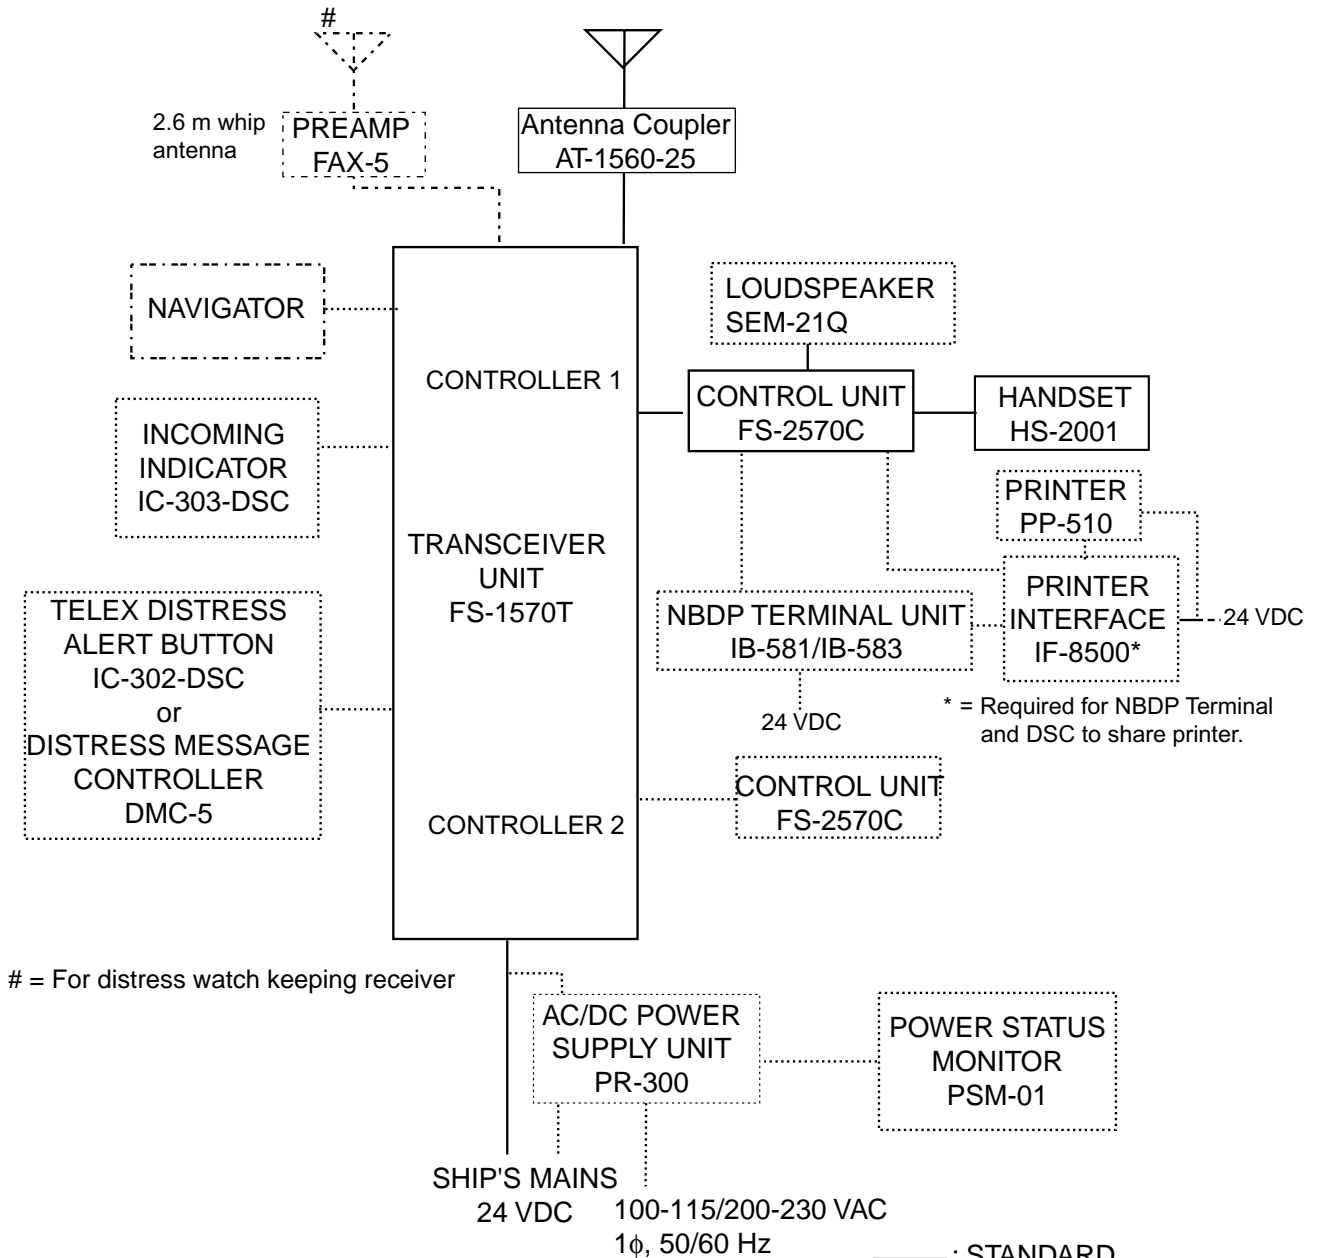 #
2.6 m whip
antenna
PREAMP
FAX-5
Antenna Coupler
AT-1560-25
NAVIGATOR
INCOMING
INDICATOR
IC-303-DSC
TELEX DISTRESS
ALERT BUTTON
IC-302-DSC
or
DISTRESS MESSAGE
CONTROLLER
DMC-5
CONTROLLER 1
TRANSCEIVER
UNIT
FS-1570T
CONTROLLER 2
LOUDSPEAKER
SEM-21Q
CONTROL UNIT
FS-2570C
HANDSET
HS-2001
PRINTER
PP-510
PRINTER
INTERFACE
IF-8500*
24 VDC
NBDP TERMINAL UNIT
IB-581/IB-583
24 VDC
* = Required for NBDP Terminal
and DSC to share printer.
CONTROL UNIT
FS-2570C
# = For distress watch keeping receiver
AC/DC POWER
SUPPLY UNIT
PR-300
POWER STATUS
MONITOR
PSM-01
SHIP'S MAINS
24 VDC
100-115/200-230 VAC
1ϕ, 50/60 Hz
: STANDARD